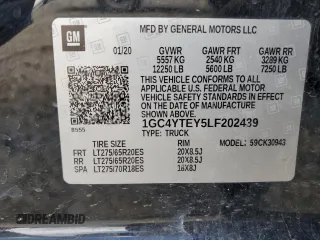 GM
MFD BY GENERAL MOTORS LLC
01/20 GVWR GAWR FRT GAWR RR
5557 KG 2540 KG 3289 KG
12250 LB 5600 LB 7250 LB
THIS VEHICLE CONFORMS TO ALL APPLICABLE U.S.
FEDERAL MOTOR VEHICLE SAFETY STANDARDS
IN EFFECT ON THE DATE OF MANUFACTURE SHOWN ABOVE.
1GC4YTEY5LF202439
TYPE: TRUCK
MODEL: 59CK30943
TIRE SIZE RIM
FRT LT275/65R20ES 20X8.5J
RR LT275/65R20ES 20X8.5J
SPA LT275/70R18ES 18X8J
© DEALERSHIP AI